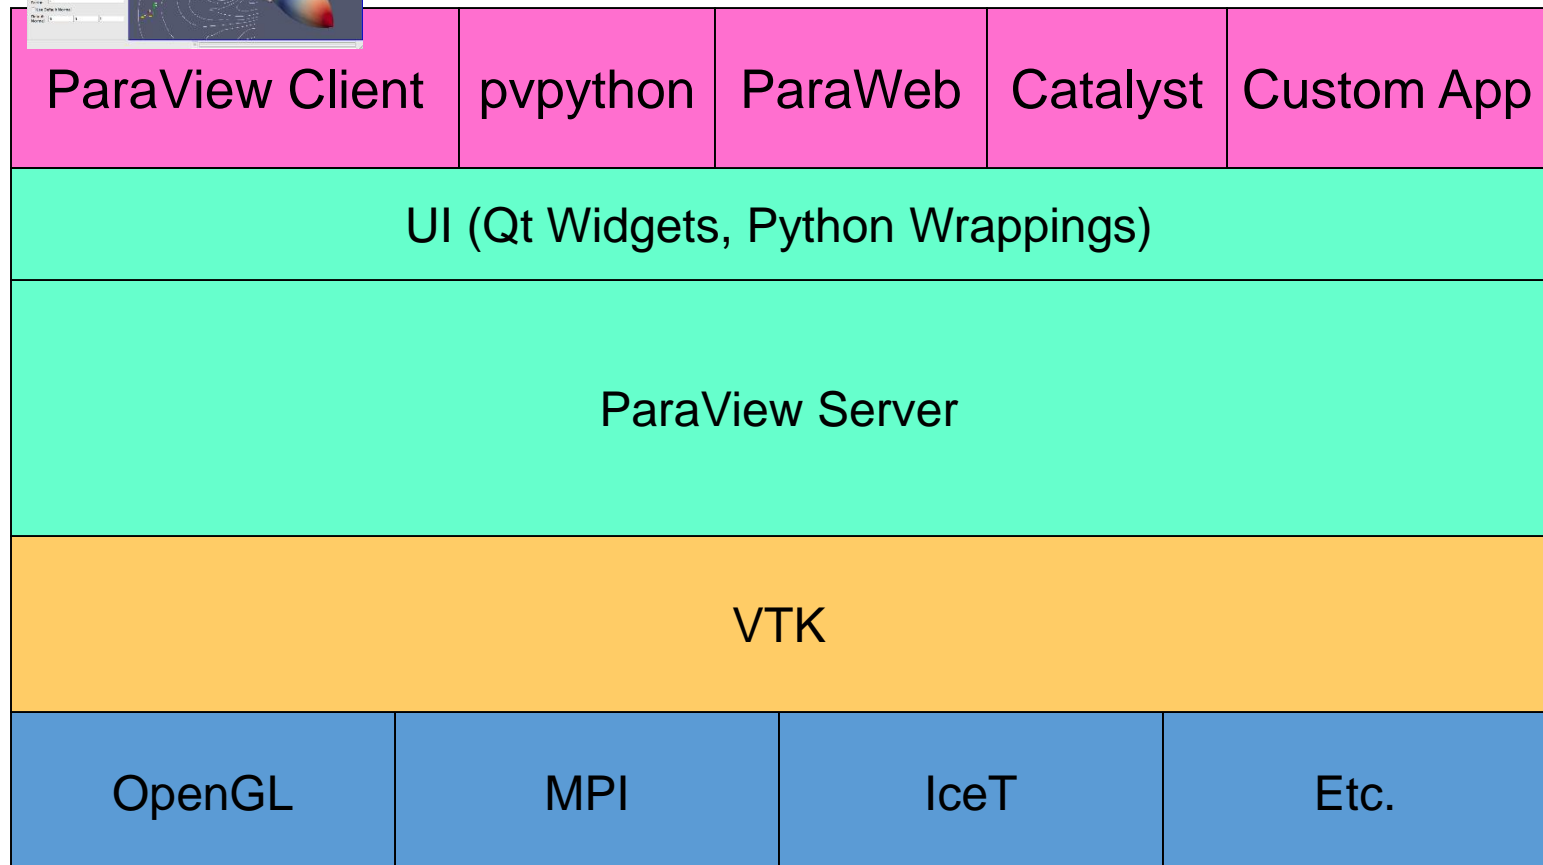 ParaView Client
pvpython
ParaWeb
Catalyst
Custom App
UI (Qt Widgets, Python Wrappings)
ParaView Server
VTK
OpenGL
MPI
IceT
Etc.